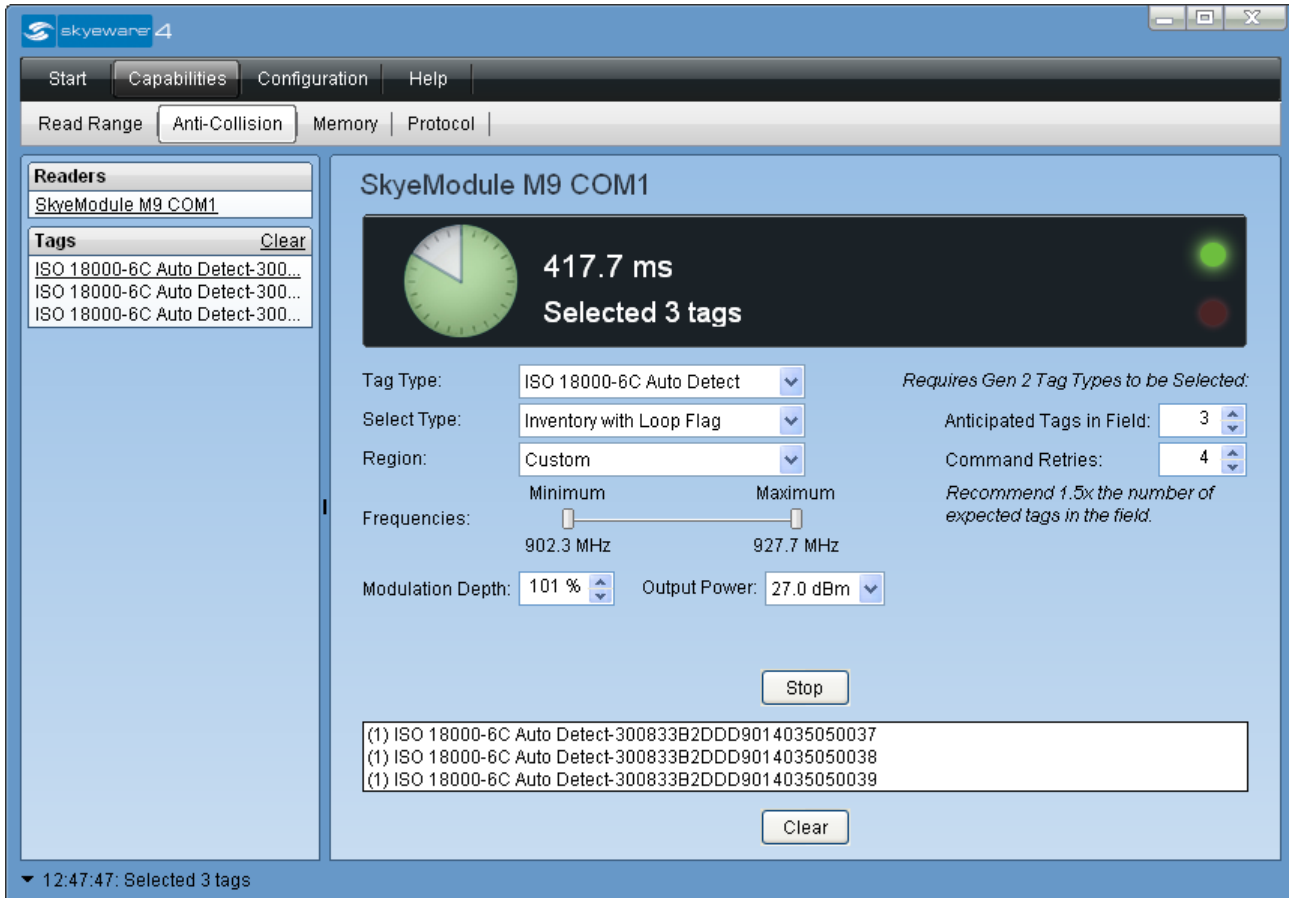 skyeware 4
Start Capabilities Configuration Help
Read Range Anti-Collision Memory Protocol
Readers
SkyeModule M9 COM1
Tags Clear
ISO 18000-6C Auto Detect-300...
ISO 18000-6C Auto Detect-300...
ISO 18000-6C Auto Detect-300...
SkyeModule M9 COM1
417.7 ms
Selected 3 tags
Tag Type: ISO 18000-6C Auto Detect
Requires Gen 2 Tag Types to be Selected:
Select Type: Inventory with Loop Flag
Anticipated Tags in Field: 3
Region: Custom
Command Retries: 4
Recommend 1.5x the number of
expected tags in the field.
Minimum Maximum
Frequencies:
902.3 MHz 927.7 MHz
Modulation Depth: 101 % Output Power: 27.0 dBm
Stop
(1) ISO 18000-6C Auto Detect-300833B2DDD9014035050037
(1) ISO 18000-6C Auto Detect-300833B2DDD9014035050038
(1) ISO 18000-6C Auto Detect-300833B2DDD9014035050039
Clear
12:47:47: Selected 3 tags